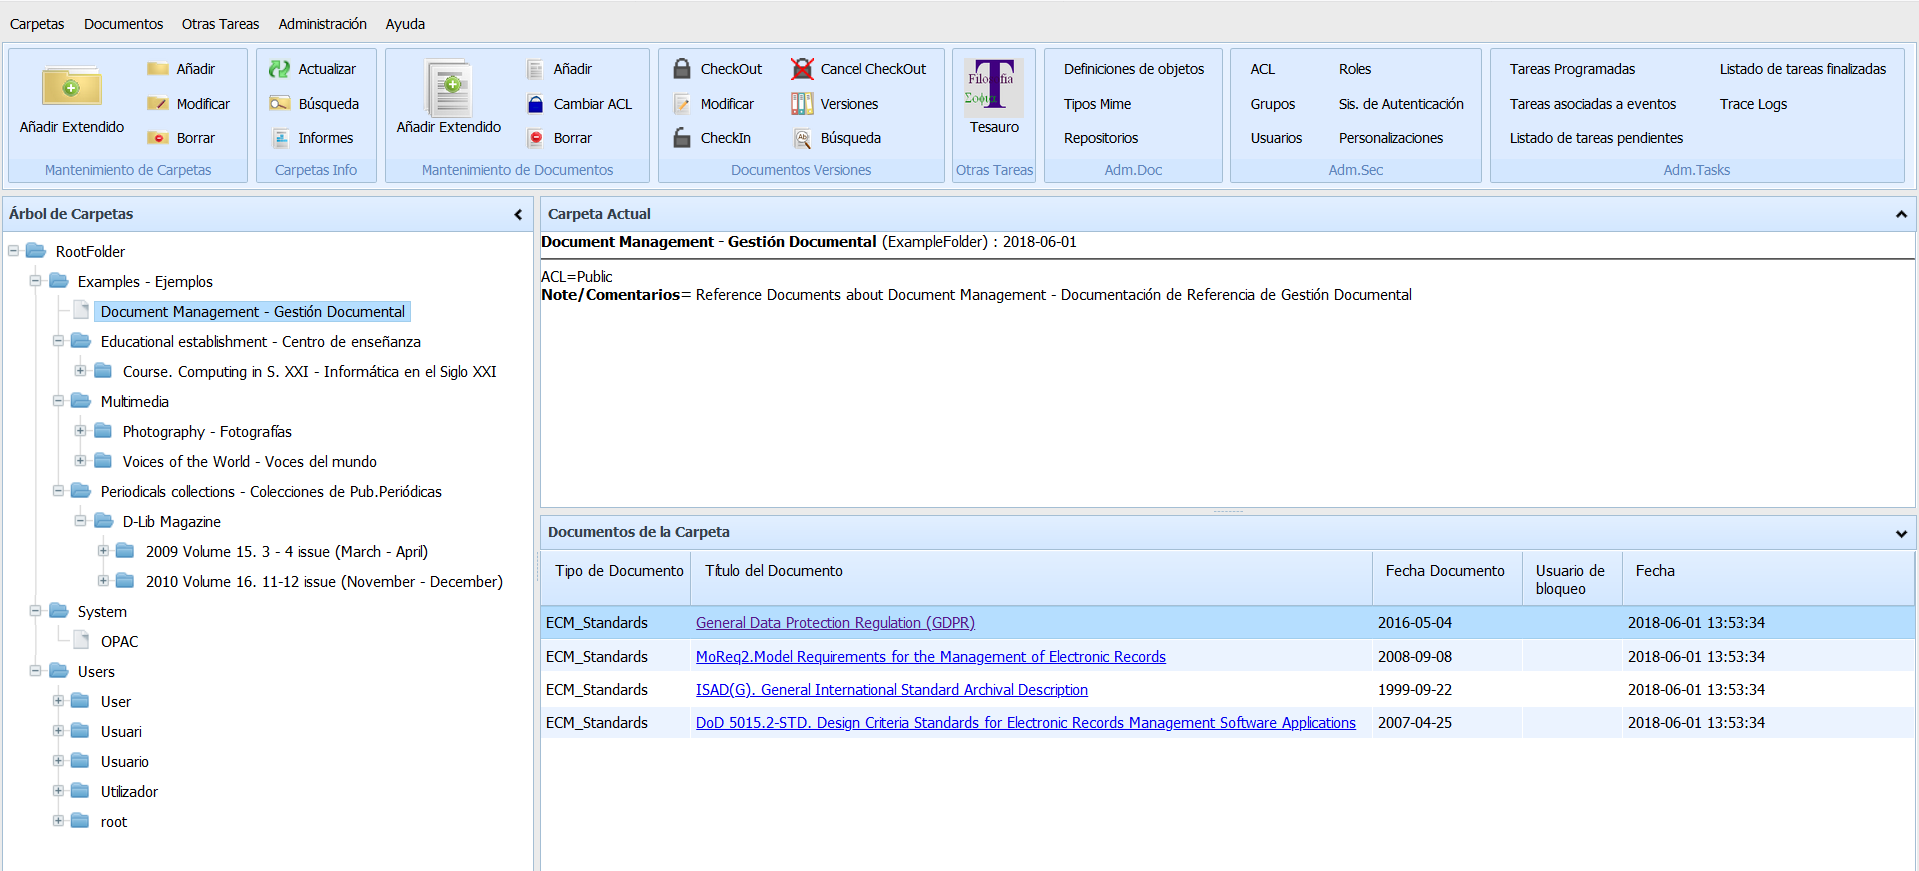 Carpetas Documentos Otras Tareas Administración Ayuda
Añadir Extendido
Añadir
Modificar
Borrar
Mantenimiento de Carpetas
Actualizar
Búsqueda
Informes
Carpetas Info
Añadir Extendido
Añadir
Cambiar ACL
Borrar
Mantenimiento de Documentos
CheckOut Cancel CheckOut
Modificar Versiones
CheckIn Búsqueda
Documentos Versiones
Filosofia
Σοφια
T
Tesauro
Otras Tareas
Definiciones de objetos
Tipos Mime
Repositorios
Adm.Doc
ACL Roles
Grupos Sis. de Autenticación
Usuarios Personalizaciones
Adm.Sec
Tareas Programadas Listado de tareas finalizadas
Tareas asociadas a eventos Trace Logs
Listado de tareas pendientes
Adm.Tasks
Árbol de Carpetas
RootFolder
Examples - Ejemplos
Document Management - Gestión Documental
Educational establishment - Centro de enseñanza
Course. Computing in S. XXI - Informática en el Siglo XXI
Multimedia
Photography - Fotografías
Voices of the World - Voces del mundo
Periodicals collections - Colecciones de Pub.Periódicas
D-Lib Magazine
2009 Volume 15. 3 - 4 issue (March - April)
2010 Volume 16. 11-12 issue (November - December)
System
OPAC
Users
User
Usuari
Usuario
Utilizador
root
Carpeta Actual
Document Management - Gestión Documental (ExampleFolder) : 2018-06-01
ACL=Public
Note/Comentarios= Reference Documents about Document Management - Documentación de Referencia de Gestión Documental
Documentos de la Carpeta
Tipo de Documento Título del Documento Fecha Documento Usuario de bloqueo Fecha
ECM_Standards General Data Protection Regulation (GDPR) 2016-05-04 2018-06-01 13:53:34
ECM_Standards MoReq2.Model Requirements for the Management of Electronic Records 2008-09-08 2018-06-01 13:53:34
ECM_Standards ISAD(G). General International Standard Archival Description 1999-09-22 2018-06-01 13:53:34
ECM_Standards DoD 5015.2-STD. Design Criteria Standards for Electronic Records Management Software Applications 2007-04-25 2018-06-01 13:53:34